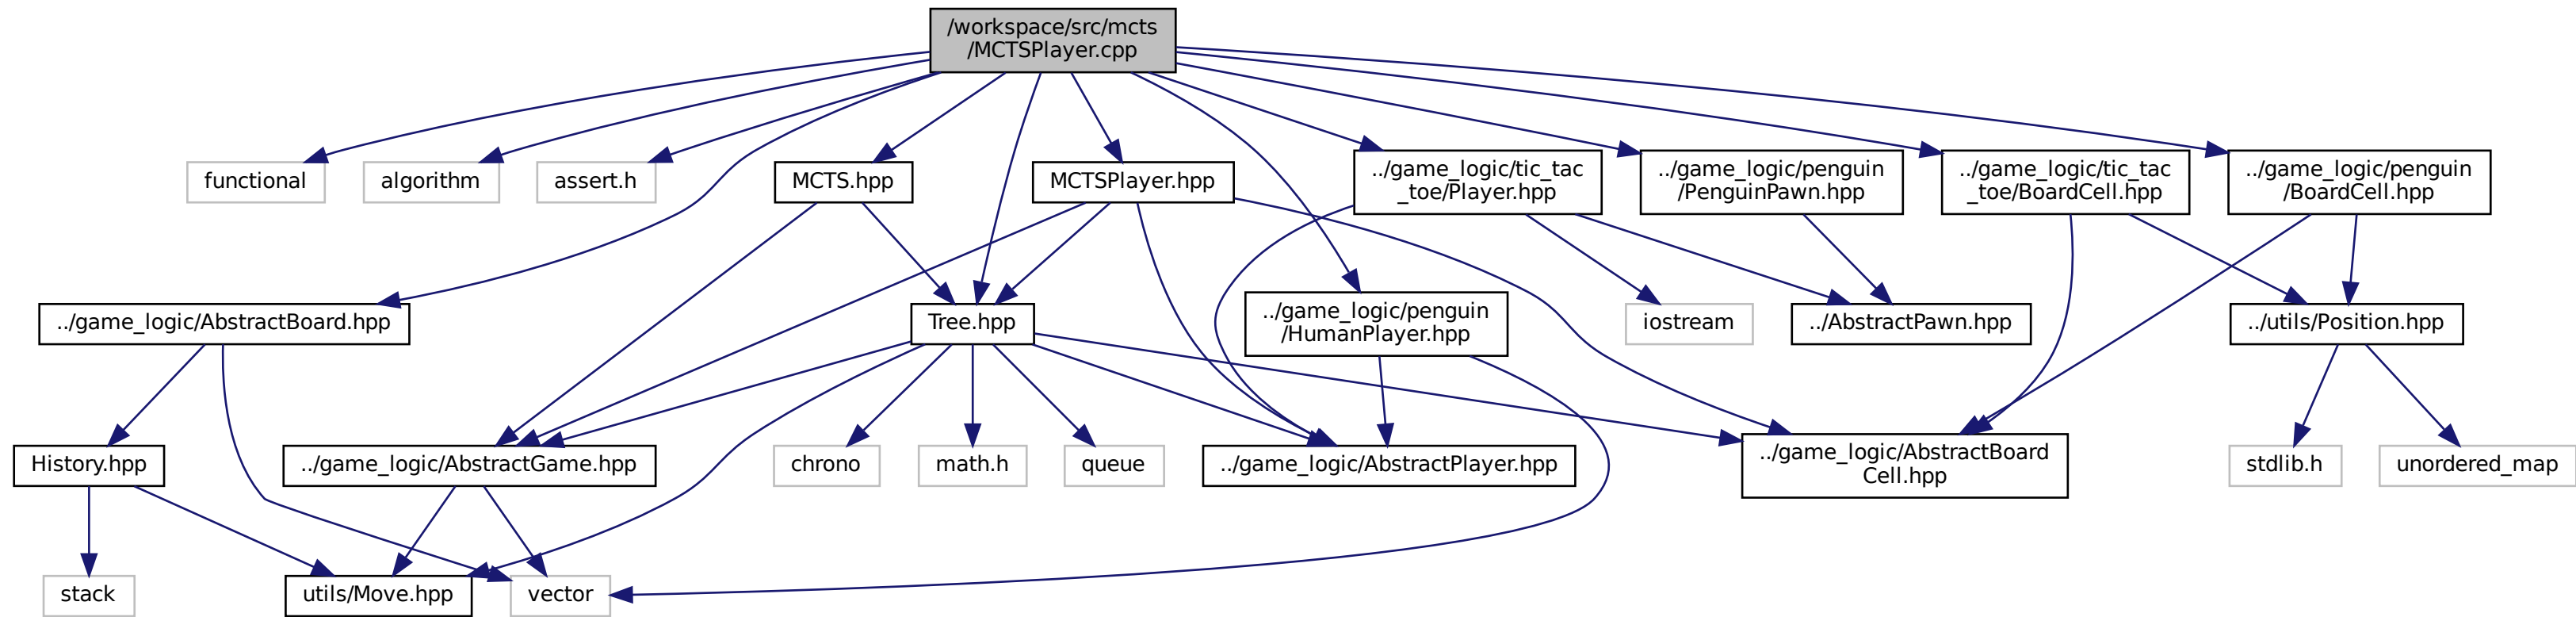 /workspace/src/mcts
/MCTSPlayer.cpp
functional
algorithm
assert.h
MCTS.hpp
MCTSPlayer.hpp
../game_logic/tic_tac
_toe/Player.hpp
../game_logic/penguin
/PenguinPawn.hpp
../game_logic/tic_tac
_toe/BoardCell.hpp
../game_logic/penguin
/BoardCell.hpp
../game_logic/AbstractBoard.hpp
Tree.hpp
../game_logic/penguin
/HumanPlayer.hpp
iostream
../AbstractPawn.hpp
../utils/Position.hpp
History.hpp
../game_logic/AbstractGame.hpp
chrono
math.h
queue
../game_logic/AbstractPlayer.hpp
../game_logic/AbstractBoard
Cell.hpp
stdlib.h
unordered_map
stack
utils/Move.hpp
vector